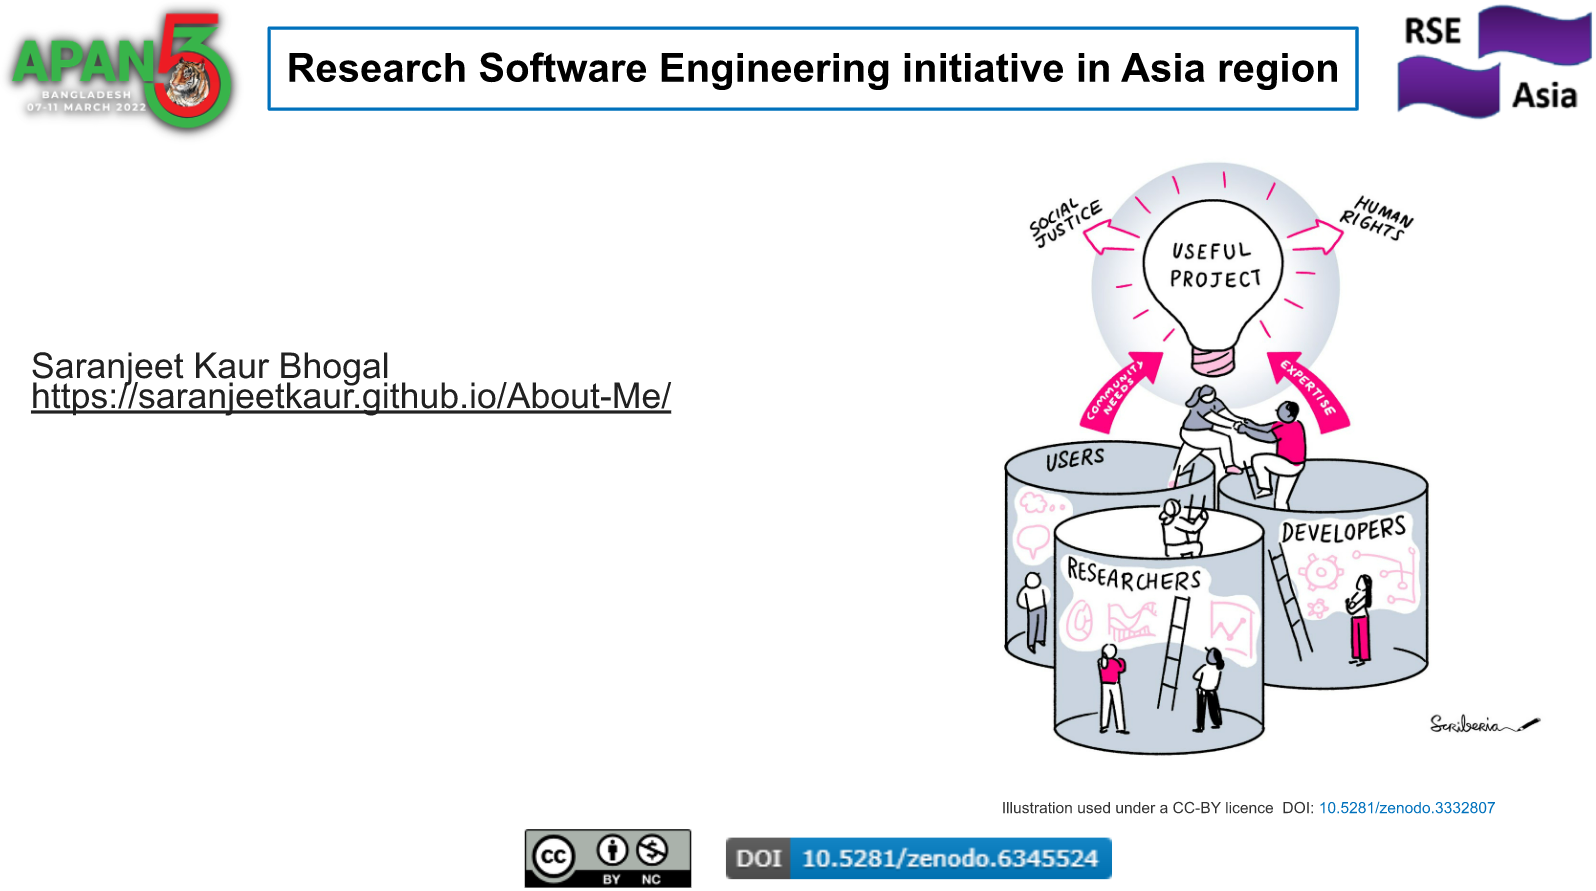 APAN53
BANGLADESH
07-11 MARCH 2022
Research Software Engineering initiative in Asia region
RSE
Asia
Saranjeet Kaur Bhogal
https://saranjeetkaur.github.io/About-Me/
SOCIAL
JUSTICE
HUMAN
RIGHTS
USEFUL
PROJECT
COMMUNITY
NEEDS
EXPERTISE
USERS
DEVELOPERS
RESEARCHERS
Scriberia
Illustration used under a CC-BY licence DOI: 10.5281/zenodo.3332807
CC
BY NC
DOI 10.5281/zenodo.6345524